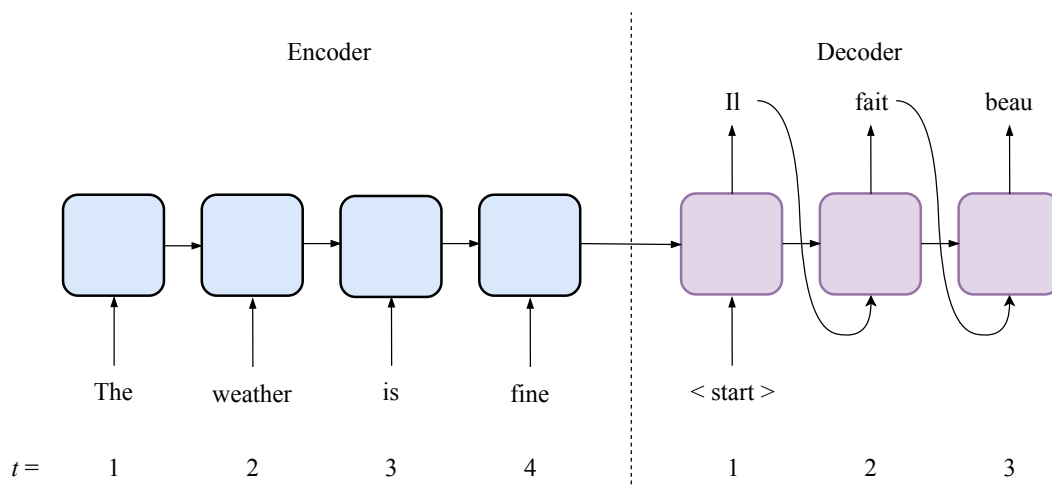 Encoder
Decoder
Il fait beau
The weather is fine < start >
t = 1 2 3 4 1 2 3